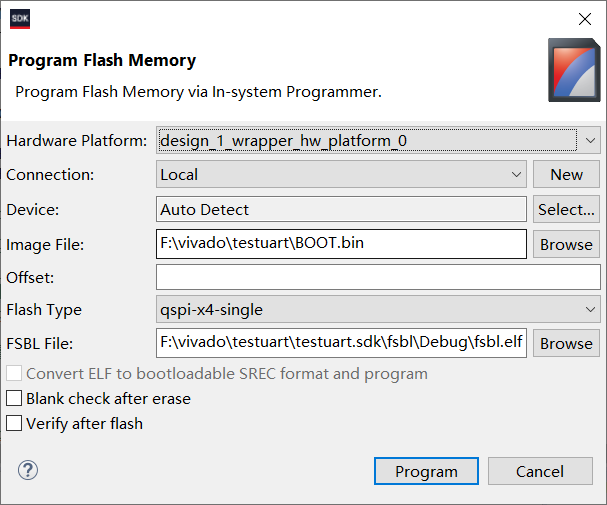 SDK
Program Flash Memory
Program Flash Memory via In-system Programmer.
Hardware Platform: design_1_wrapper_hw_platform_0
Connection: Local New
Device: Auto Detect Select...
Image File: F:\vivado\testuart\BOOT.bin Browse
Offset:
Flash Type qspi-x4-single
FSBL File: F:\vivado\testuart\testuart.sdk\fsbl\Debug\fsbl.elf Browse
Convert ELF to bootloadable SREC format and program
Blank check after erase
Verify after flash
? Program Cancel